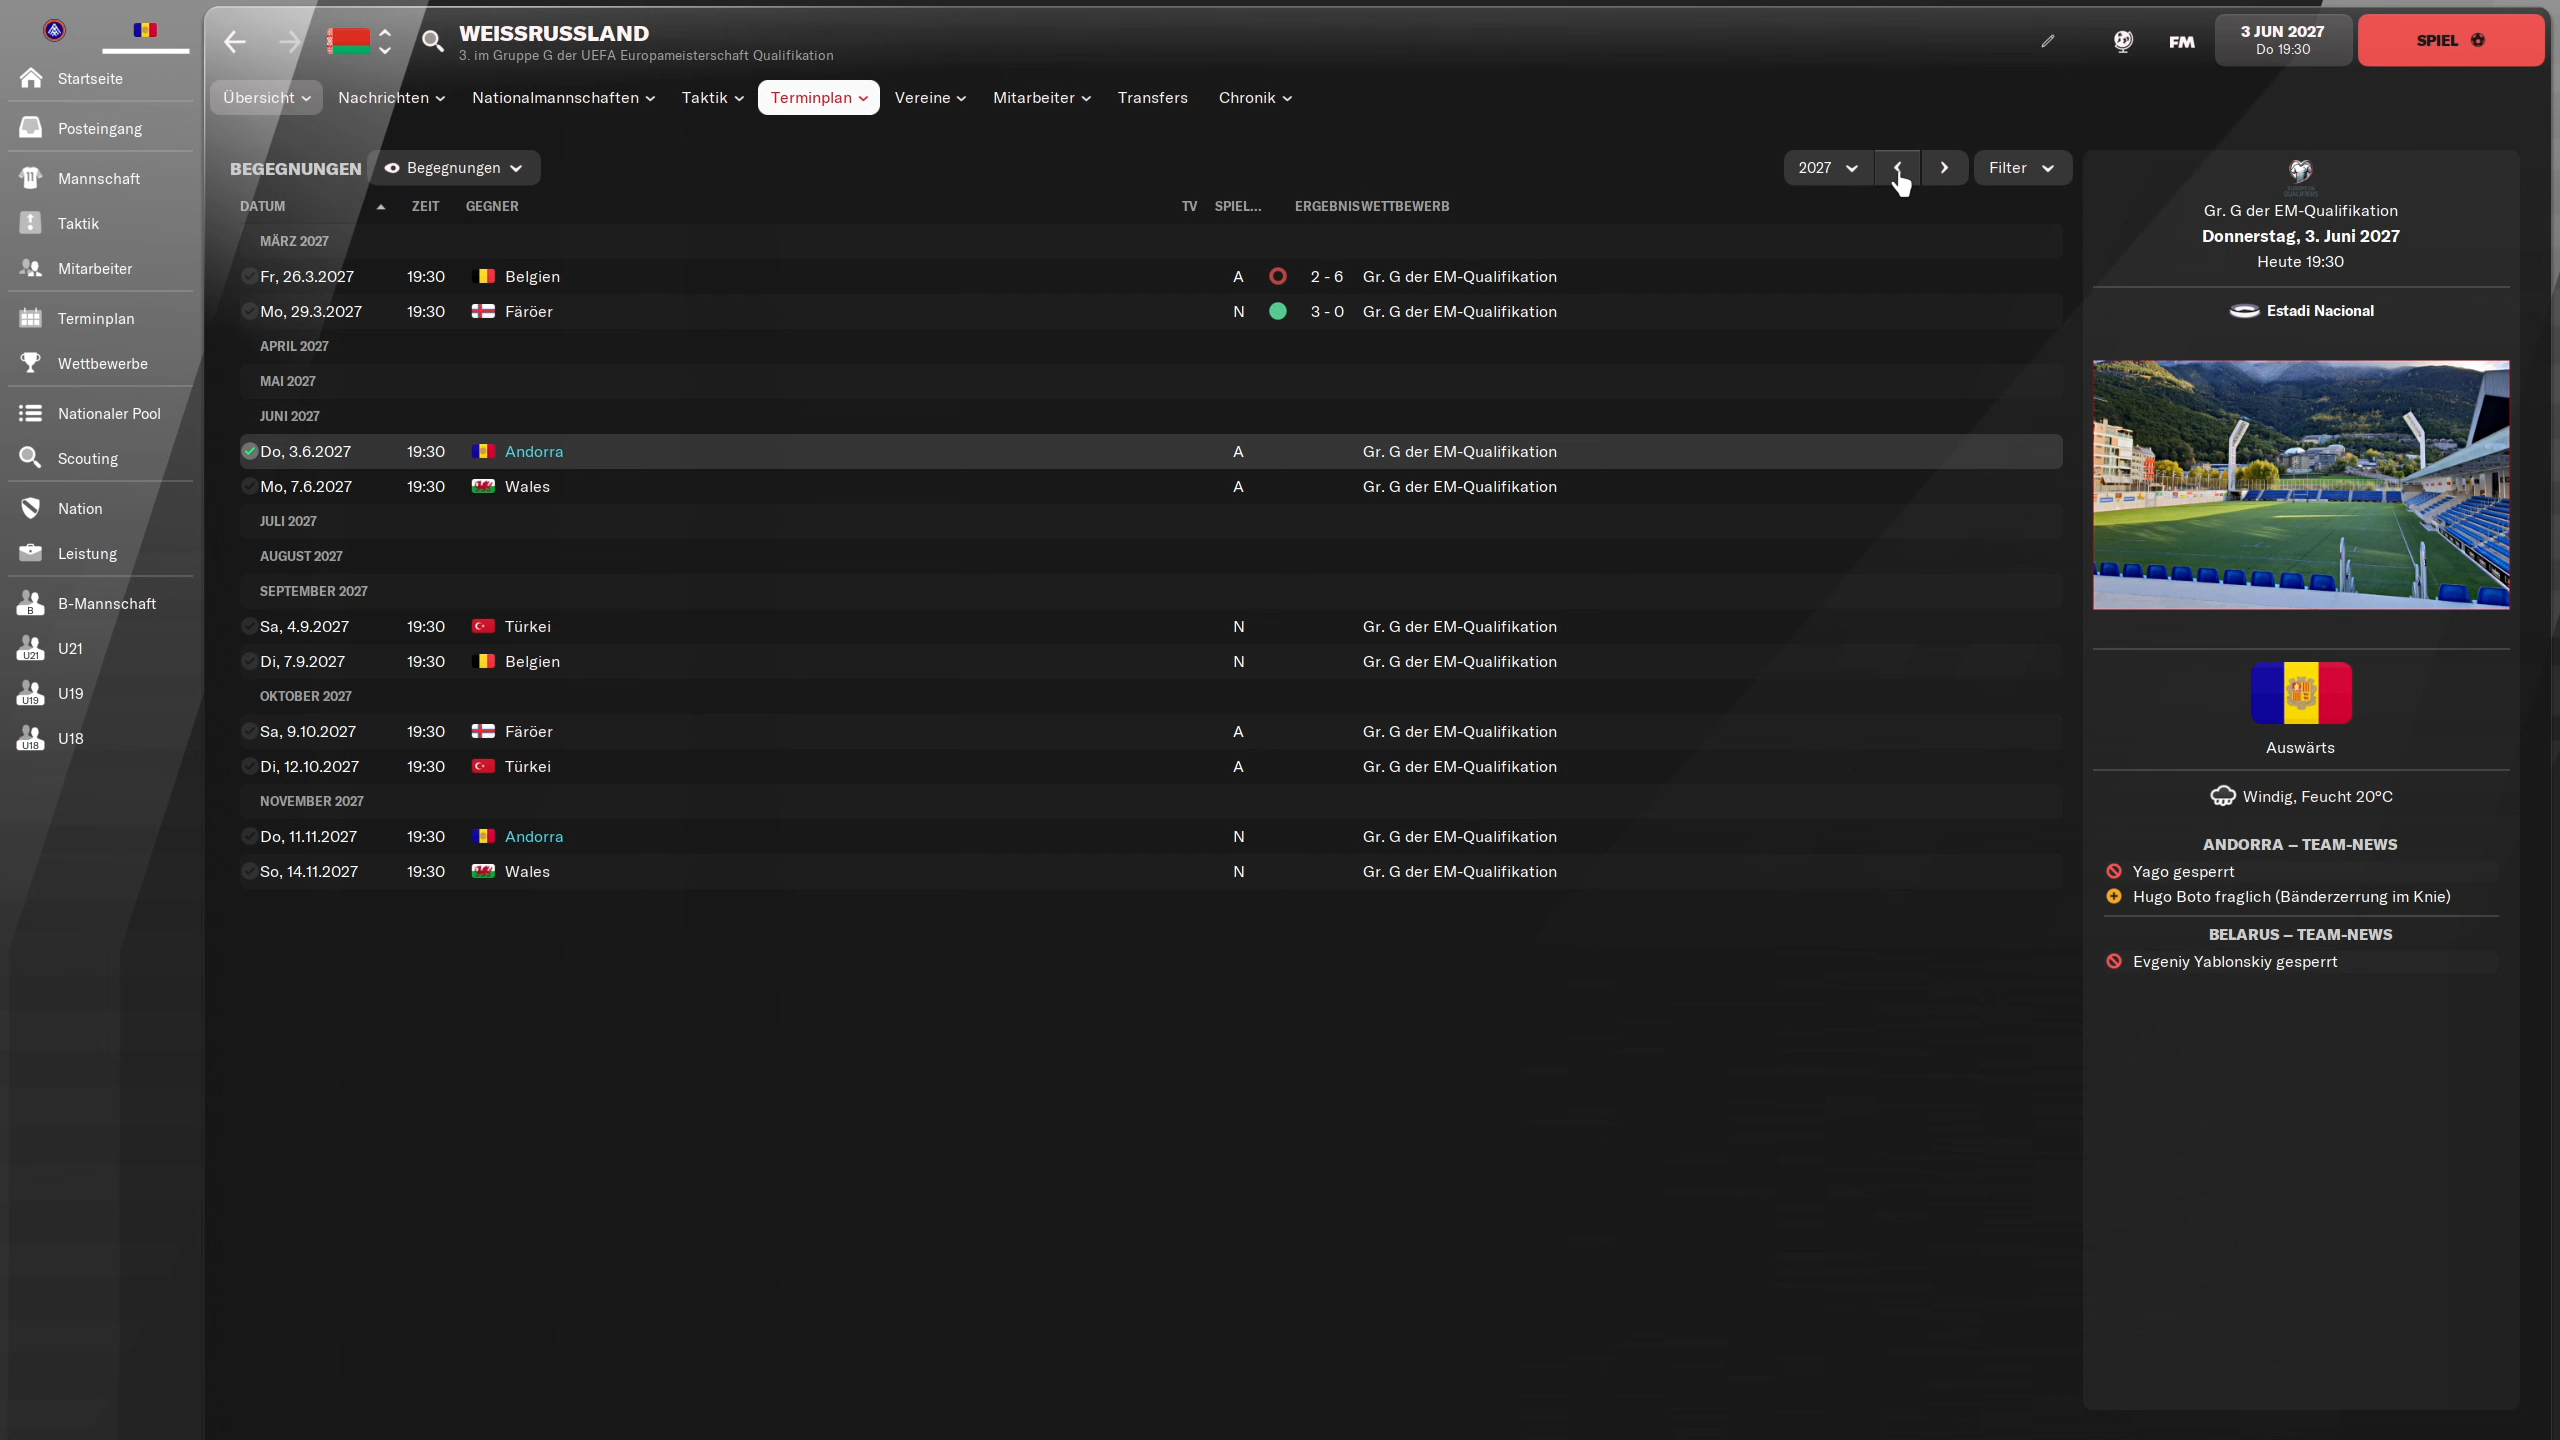 WEISSRUSSLAND
3. im Gruppe G der UEFA Europameisterschaft Qualifikation
FM
3 JUN 2027
Do 19:30
SPIEL
Übersicht
Nachrichten
Nationalmannschaften
Taktik
Terminplan
Vereine
Mitarbeiter
Transfers
Chronik
Startseite
Posteingang
11
Mannschaft
Taktik
Mitarbeiter
Terminplan
Wettbewerbe
Nationaler Pool
Scouting
Nation
Leistung
B
B-Mannschaft
U21
U21
U19
U19
U18
U18
BEGEGNUNGEN
Begegnungen
2027
Filter
DATUM ZEIT GEGNER TV SPIEL... ERGEBNIS WETTBEWERB
MÄRZ 2027
Fr, 26.3.2027 19:30 Belgien A 2 - 6 Gr. G der EM-Qualifikation
Mo, 29.3.2027 19:30 Färöer N 3 - 0 Gr. G der EM-Qualifikation
APRIL 2027
MAI 2027
JUNI 2027
Do, 3.6.2027 19:30 Andorra A Gr. G der EM-Qualifikation
Mo, 7.6.2027 19:30 Wales A Gr. G der EM-Qualifikation
JULI 2027
AUGUST 2027
SEPTEMBER 2027
Sa, 4.9.2027 19:30 Türkei N Gr. G der EM-Qualifikation
Di, 7.9.2027 19:30 Belgien N Gr. G der EM-Qualifikation
OKTOBER 2027
Sa, 9.10.2027 19:30 Färöer A Gr. G der EM-Qualifikation
Di, 12.10.2027 19:30 Türkei A Gr. G der EM-Qualifikation
NOVEMBER 2027
Do, 11.11.2027 19:30 Andorra N Gr. G der EM-Qualifikation
So, 14.11.2027 19:30 Wales N Gr. G der EM-Qualifikation
EUROPEAN
QUALIFIERS
Gr. G der EM-Qualifikation
Donnerstag, 3. Juni 2027
Heute 19:30
Estadi Nacional
Auswärts
Windig, Feucht 20°C
ANDORRA – TEAM-NEWS
Yago gesperrt
Hugo Boto fraglich (Bänderzerrung im Knie)
BELARUS – TEAM-NEWS
Evgeniy Yablonskiy gesperrt